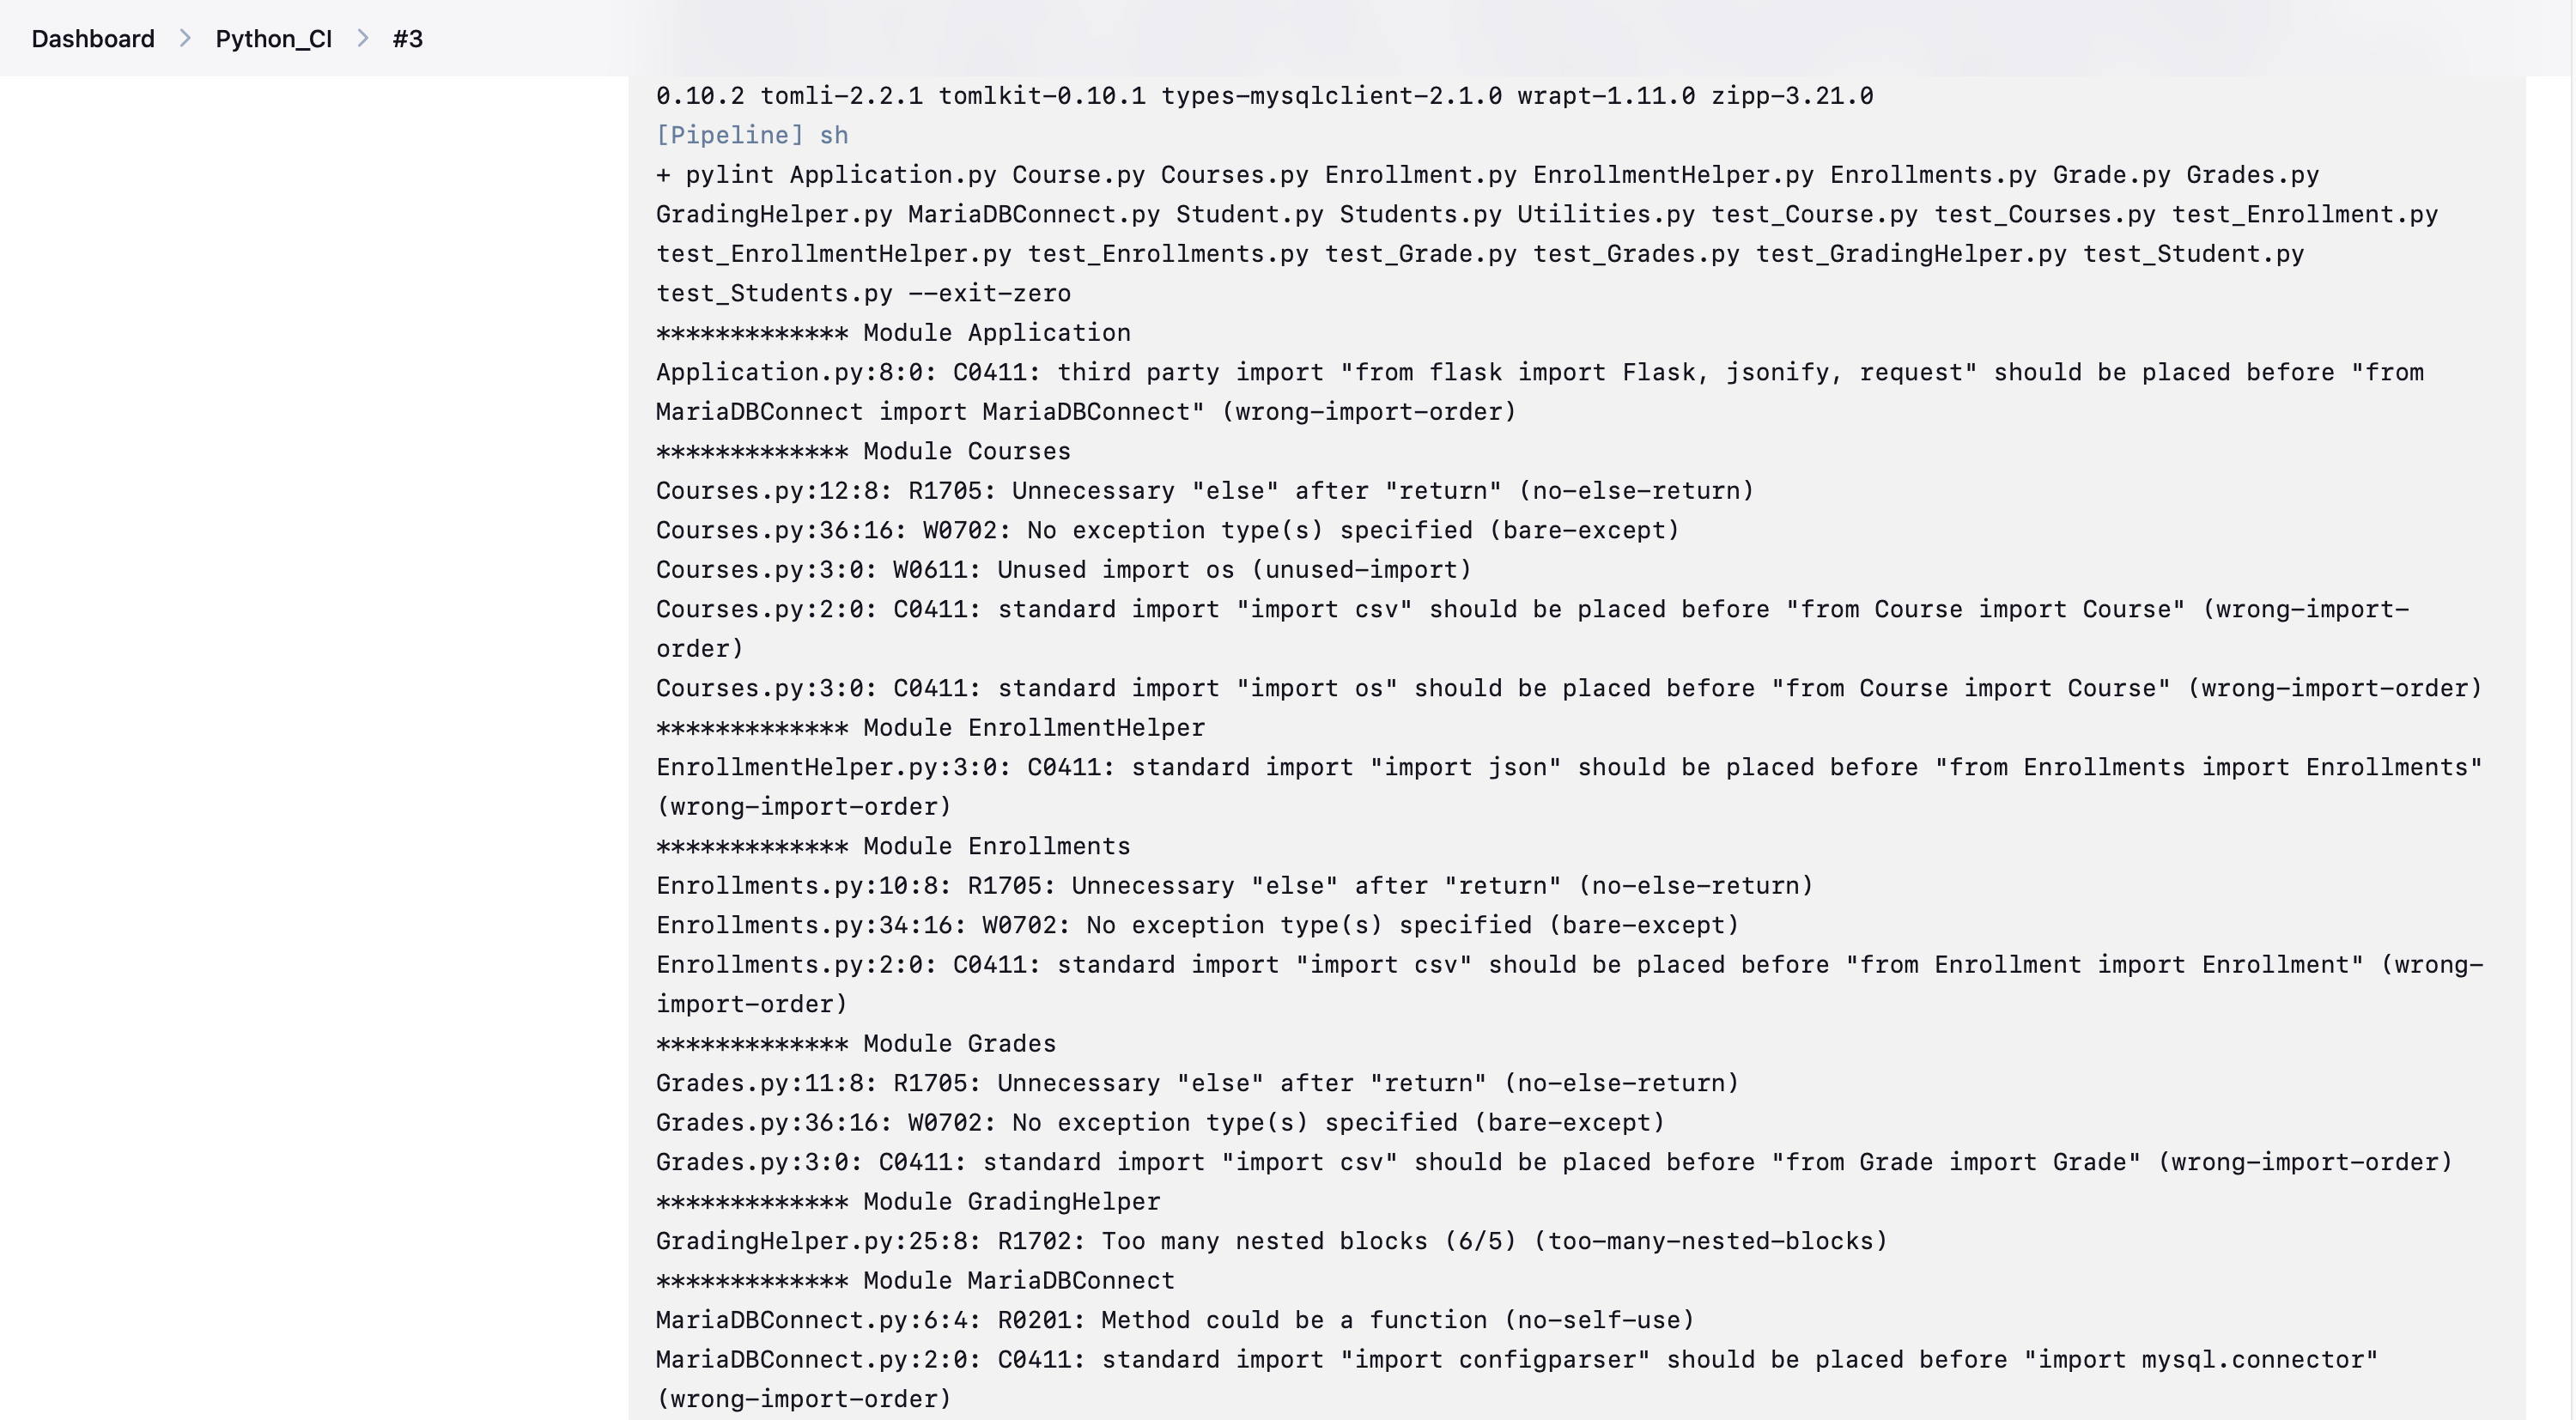 Dashboard > Python_CI > #3
0.10.2 tomli-2.2.1 tomlkit-0.10.1 types-mysqlclient-2.1.0 wrapt-1.11.0 zipp-3.21.0
[Pipeline] sh
+ pylint Application.py Course.py Courses.py Enrollment.py EnrollmentHelper.py Enrollments.py Grade.py Grades.py
GradingHelper.py MariaDBConnect.py Student.py Students.py Utilities.py test_Course.py test_Courses.py test_Enrollment.py
test_EnrollmentHelper.py test_Enrollments.py test_Grade.py test_Grades.py test_GradingHelper.py test_Student.py
test_Students.py --exit-zero
************* Module Application
Application.py:8:0: C0411: third party import "from flask import Flask, jsonify, request" should be placed before "from
MariaDBConnect import MariaDBConnect" (wrong-import-order)
************* Module Courses
Courses.py:12:8: R1705: Unnecessary "else" after "return" (no-else-return)
Courses.py:36:16: W0702: No exception type(s) specified (bare-except)
Courses.py:3:0: W0611: Unused import os (unused-import)
Courses.py:2:0: C0411: standard import "import csv" should be placed before "from Course import Course" (wrong-import-
order)
Courses.py:3:0: C0411: standard import "import os" should be placed before "from Course import Course" (wrong-import-order)
************* Module EnrollmentHelper
EnrollmentHelper.py:3:0: C0411: standard import "import json" should be placed before "from Enrollments import Enrollments"
(wrong-import-order)
************* Module Enrollments
Enrollments.py:10:8: R1705: Unnecessary "else" after "return" (no-else-return)
Enrollments.py:34:16: W0702: No exception type(s) specified (bare-except)
Enrollments.py:2:0: C0411: standard import "import csv" should be placed before "from Enrollment import Enrollment" (wrong-
import-order)
************* Module Grades
Grades.py:11:8: R1705: Unnecessary "else" after "return" (no-else-return)
Grades.py:36:16: W0702: No exception type(s) specified (bare-except)
Grades.py:3:0: C0411: standard import "import csv" should be placed before "from Grade import Grade" (wrong-import-order)
************* Module GradingHelper
GradingHelper.py:25:8: R1702: Too many nested blocks (6/5) (too-many-nested-blocks)
************* Module MariaDBConnect
MariaDBConnect.py:6:4: R0201: Method could be a function (no-self-use)
MariaDBConnect.py:2:0: C0411: standard import "import configparser" should be placed before "import mysql.connector"
(wrong-import-order)